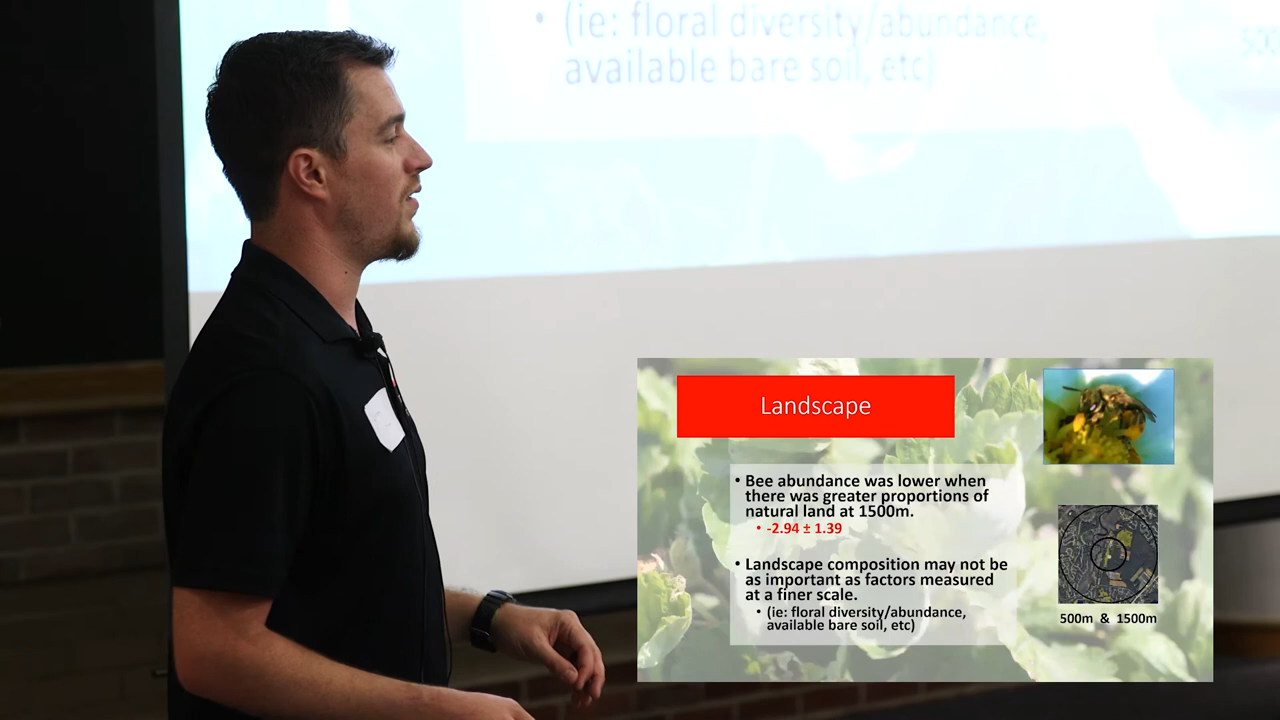 • (ie: floral diversity/abundance,
available bare soil, etc)
500
Landscape
• Bee abundance was lower when
there was greater proportions of
natural land at 1500m.
• -2.94 ± 1.39
• Landscape composition may not be
as important as factors measured
at a finer scale.
• (ie: floral diversity/abundance,
available bare soil, etc)
500m & 1500m